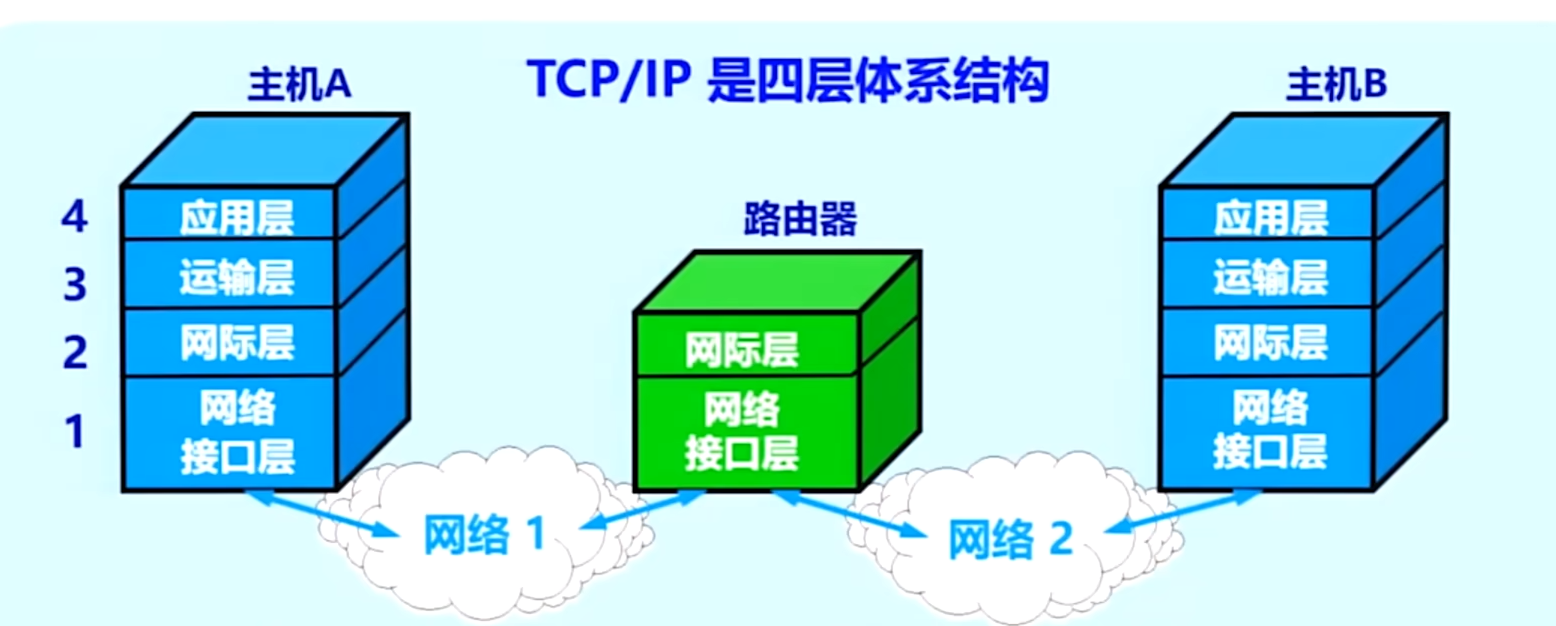 TCP/IP 是四层体系结构
主机A
4 应用层
3 运输层
2 网际层
1 网络
接口层
路由器
网际层
网络
接口层
主机B
应用层
运输层
网际层
网络
接口层
网络 1
网络 2